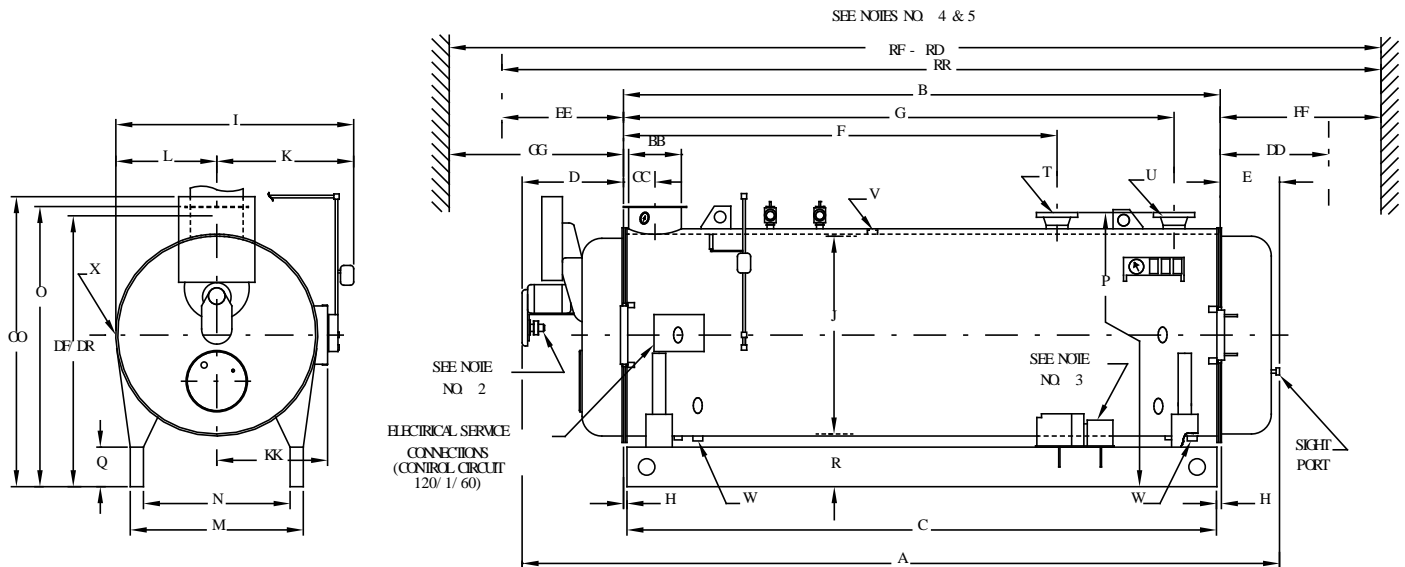 SEE NOTES NO. 4 & 5
RF - RD
RR
B
I
EE
G
FF
L
K
F
GG
BB
DD
D
CC
T
U
E
V
X
OO
O
DF/DR
P
J
SEE NOTE
NO. 2
SEE NOTE
NO. 3
ELECTRICAL SERVICE
CONNECTIONS
(CONTROL CIRCUIT
120/1/60)
SIGHT
PORT
Q
KK
R
N
H
W
W
H
M
C
A